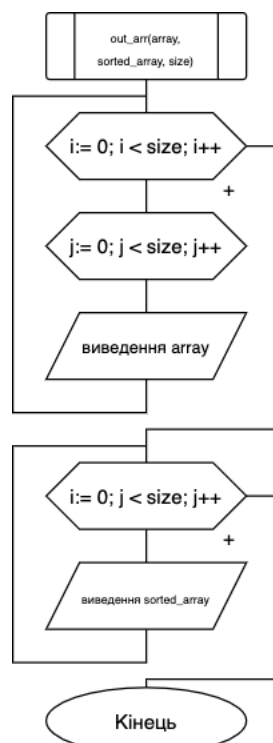 out_arr(array,
sorted_array, size)
i:= 0; i < size; i++
+
j:= 0; j < size; j++
виведення array
i:= 0; j < size; j++
+
виведення sorted_array
Кінець